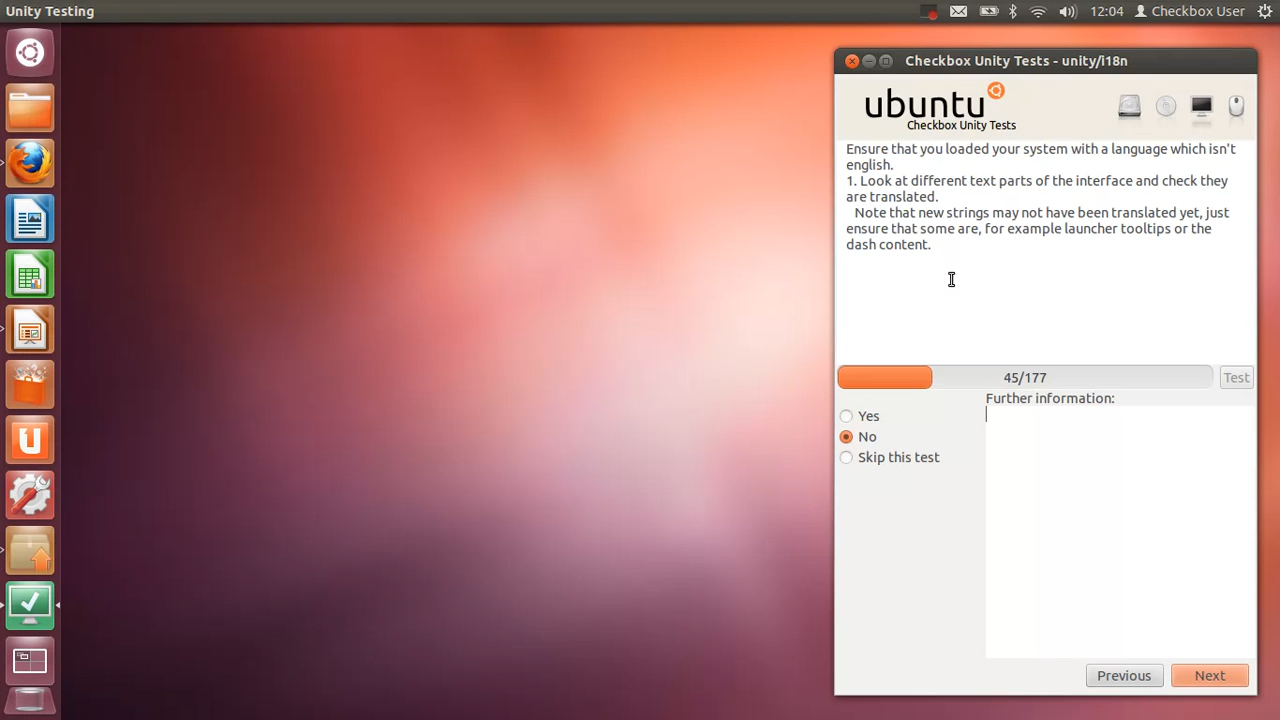 Unity Testing
12:04
Checkbox User
Checkbox Unity Tests - unity/i18n
ubuntu
Checkbox Unity Tests
Ensure that you loaded your system with a language which isn't
english.
1. Look at different text parts of the interface and check they
are translated.
Note that new strings may not have been translated yet, just
ensure that some are, for example launcher tooltips or the
dash content.
45/177
Test
Further information:
Yes
No
Skip this test
Previous
Next